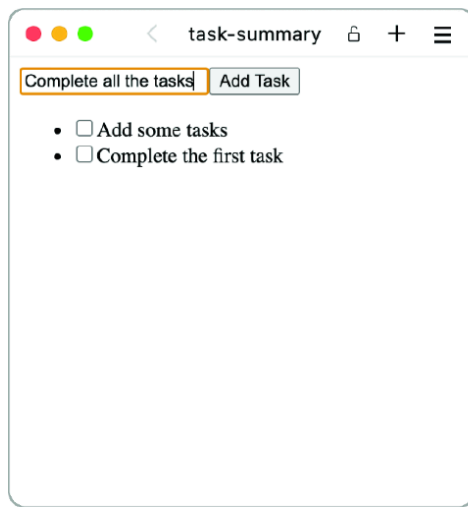 task-summary
Complete all the tasks Add Task
Add some tasks
Complete the first task